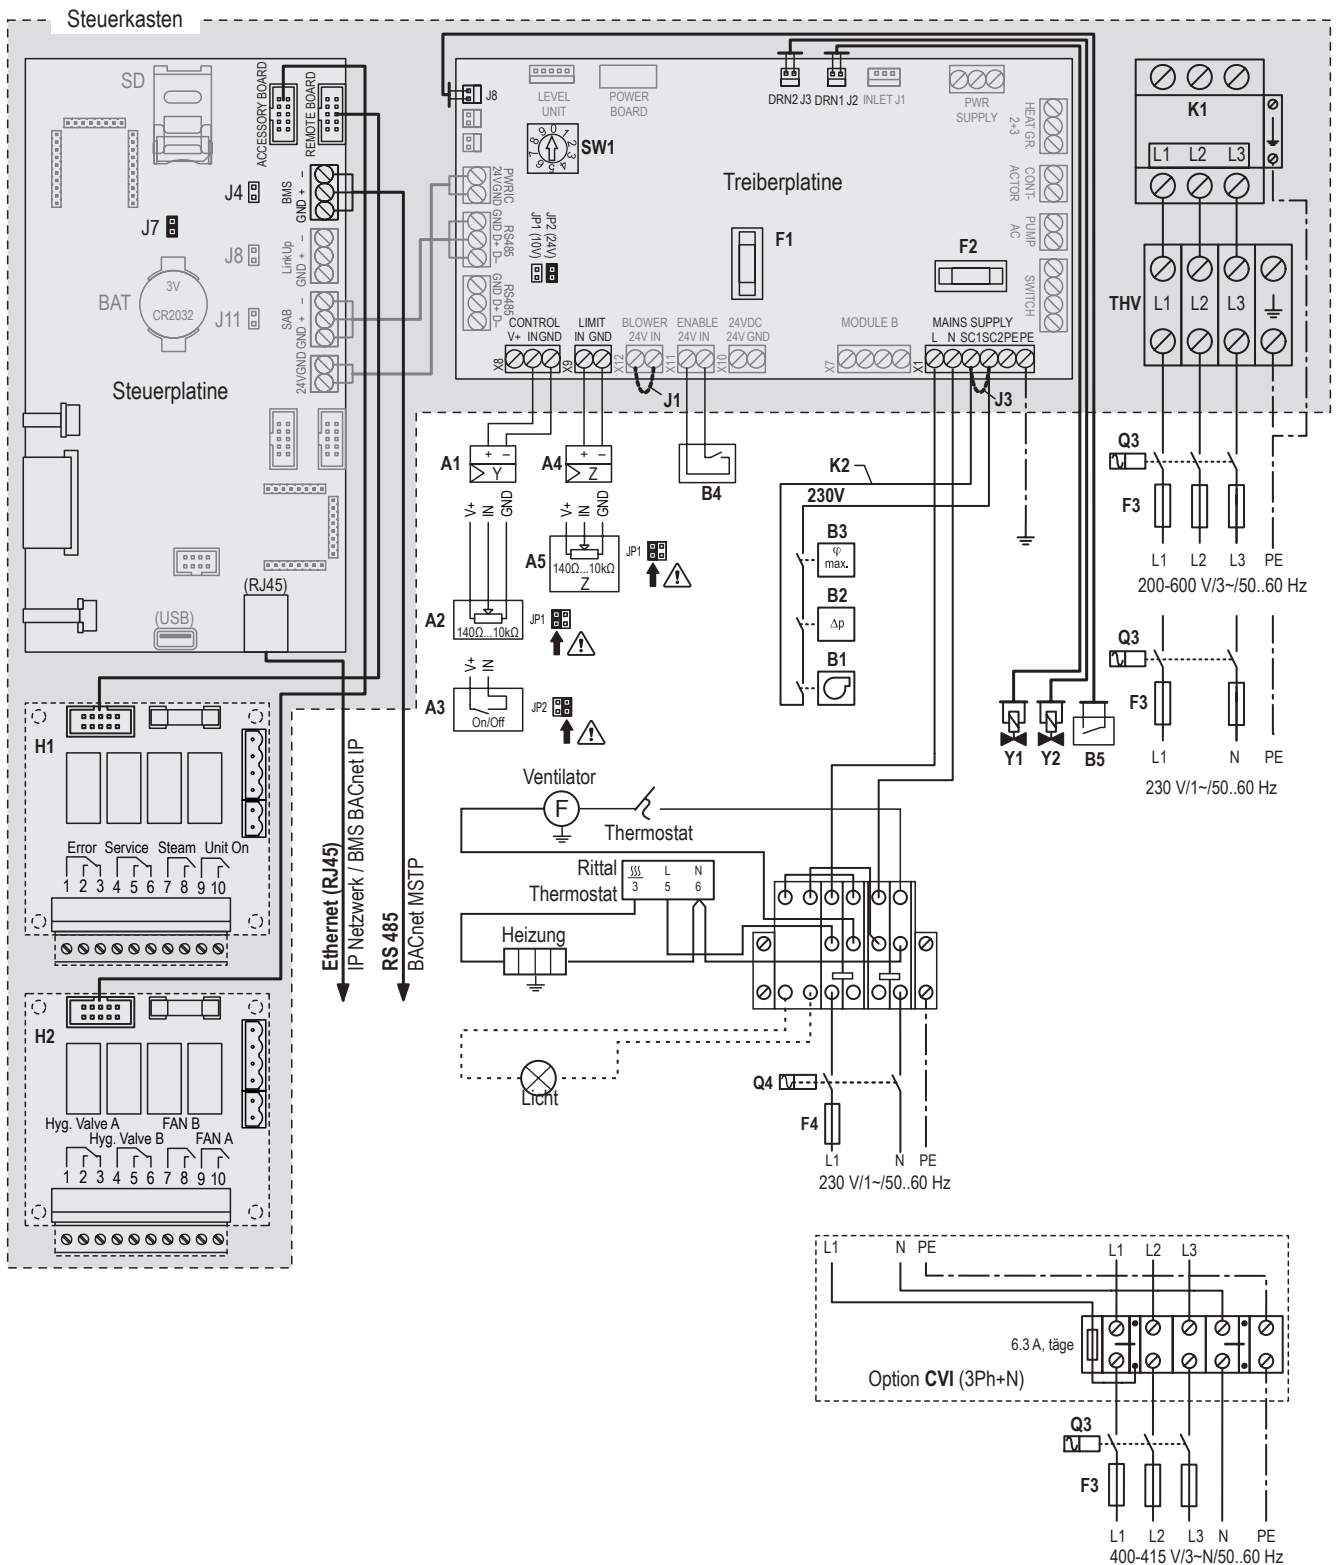 Steuerkasten
SD
ACCESSORY BOARD
REMOTE BOARD
J4
BMS
GND + −
J7
J8
LinkUp
GND + −
BAT
3V
CR2032
J11
SAB
GND + −
24VGND
Steuerplatine
(RJ45)
(USB)
J8
LEVEL
UNIT
POWER
BOARD
DRN2 J3
DRN1 J2
INLET J1
PWR
SUPPLY
HEAT GR.
2+3
CONT-
ACTOR
PUMP
AC
SWITCH
0 1 2 3 4 5 6 7 8 9
SW1
Treiberplatine
PWRIC
24VGND
RS485
GND D+ D−
RS485
GND D+ D−
JP2 (24V)
JP1 (10V)
F1
F2
CONTROL
V+ INGND
X8
LIMIT
IN GND
X9
BLOWER
24V IN
X12
ENABLE
24V IN
X11
24VDC
24V GND
X10
MODULE B
X7
MAINS SUPPLY
L N SC1SC2PEPE
X1
J1
J3
K1
L1 L2 L3
THV
L1 L2 L3
A1
+ −
Y
A4
+ −
Z
B4
K2
230V
V+
IN
GND
V+
IN
GND
A5
140Ω...10kΩ
Z
JP1
A2
140Ω...10kΩ
JP1
V+
IN
A3
On/Off
JP2
B3
φ
max.
B2
Δp
B1
Q3
F3
L1 L2 L3 PE
200-600 V/3~/50..60 Hz
Q3
F3
L1 N PE
230 V/1~/50..60 Hz
Y1
Y2
B5
H1
Error Service Steam Unit On
1 2 3 4 5 6 7 8 9 10
H2
Hyg. Valve A FAN B
Hyg. Valve B FAN A
1 2 3 4 5 6 7 8 9 10
Ethernet (RJ45)
IP Netzwerk / BMS BACnet IP
RS 485
BACnet MSTP
Ventilator
F
Thermostat
Rittal
Thermostat
L N
3 5 6
Heizung
Licht
Q4
F4
L1 N PE
230 V/1~/50..60 Hz
L1 N PE
L1 L2 L3
6.3 A, täge
Option CVI (3Ph+N)
Q3
F3
L1 L2 L3 N PE
400-415 V/3~N/50..60 Hz